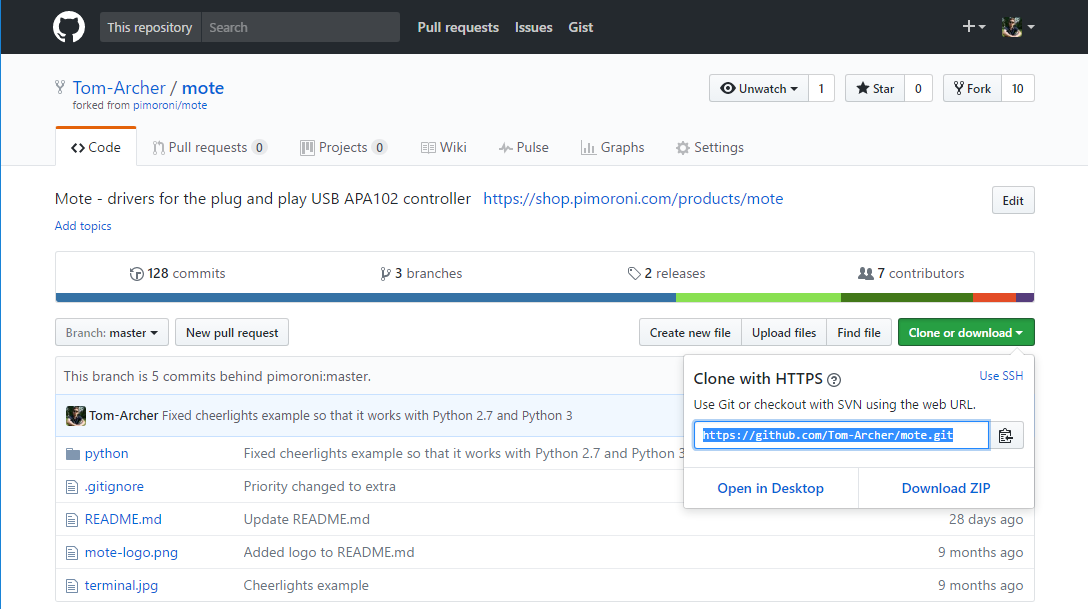 This repository Search Pull requests Issues Gist
Tom-Archer / mote Unwatch 1 Star 0 Fork 10
forked from pimoroni/mote
Code Pull requests 0 Projects 0 Wiki Pulse Graphs Settings
Mote - drivers for the plug and play USB APA102 controller https://shop.pimoroni.com/products/mote Edit
Add topics
128 commits 3 branches 2 releases 7 contributors
Branch: master New pull request Create new file Upload files Find file Clone or download
This branch is 5 commits behind pimoroni:master.
Clone with HTTPS ? Use SSH
Use Git or checkout with SVN using the web URL.
https://github.com/Tom-Archer/mote.git
Open in Desktop Download ZIP
Tom-Archer Fixed cheerlights example so that it works with Python 2.7 and Python 3
python Fixed cheerlights example so that it works with Python 2.7 and Python 3
.gitignore Priority changed to extra
README.md Update README.md 28 days ago
mote-logo.png Added logo to README.md 9 months ago
terminal.jpg Cheerlights example 9 months ago